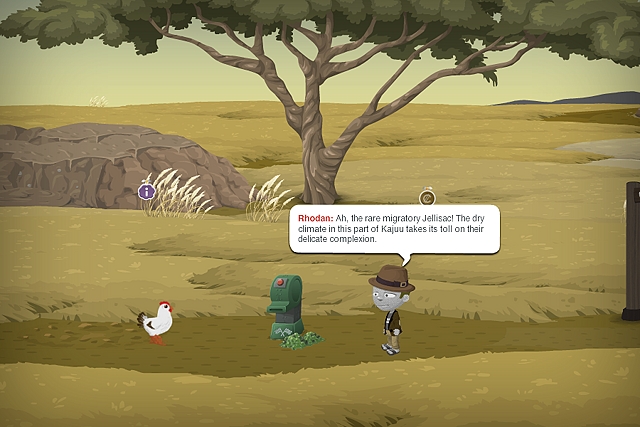 Rhodan: Ah, the rare migratory Jellisac! The dry
climate in this part of Kajuu takes its toll on their
delicate complexion.